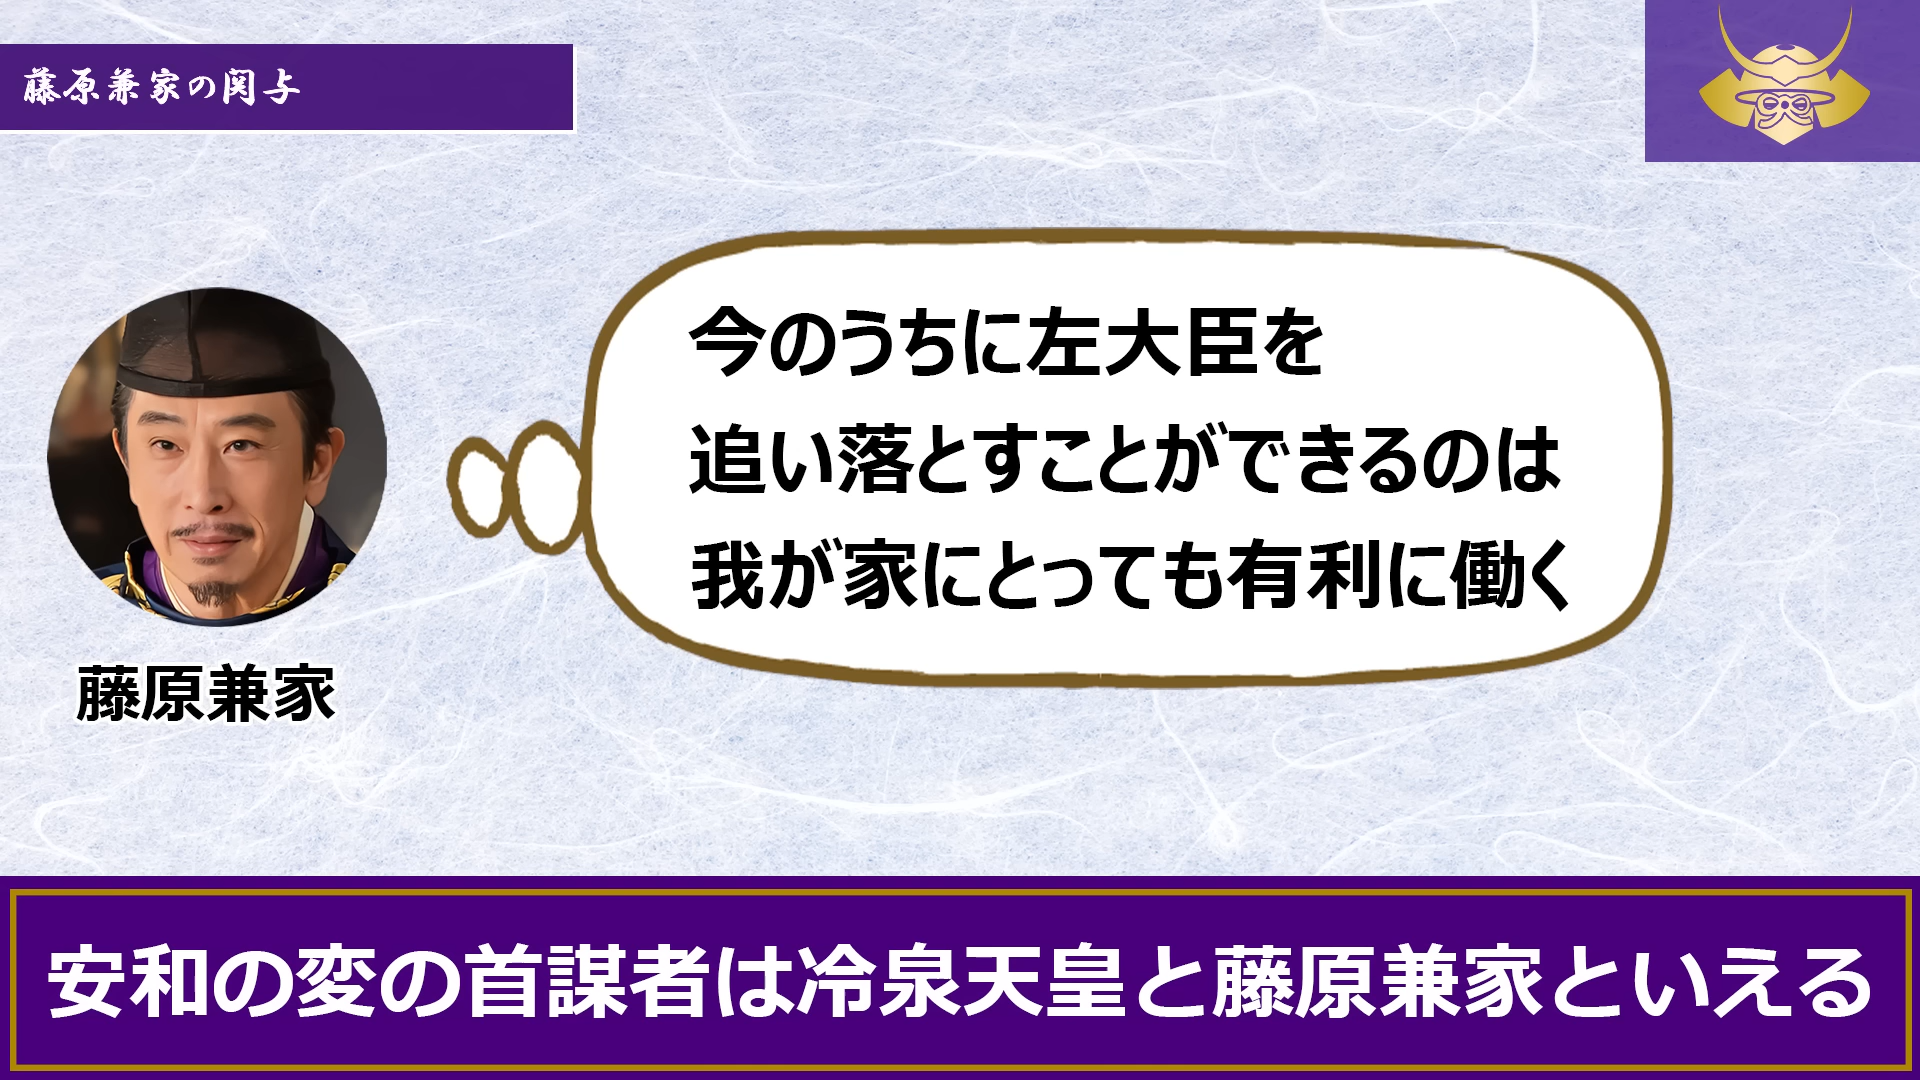 藤原兼家の関与
今のうちに左大臣を
追い落とすことができるのは
我が家にとっても有利に働く
藤原兼家
安和の変の首謀者は冷泉天皇と藤原兼家といえる